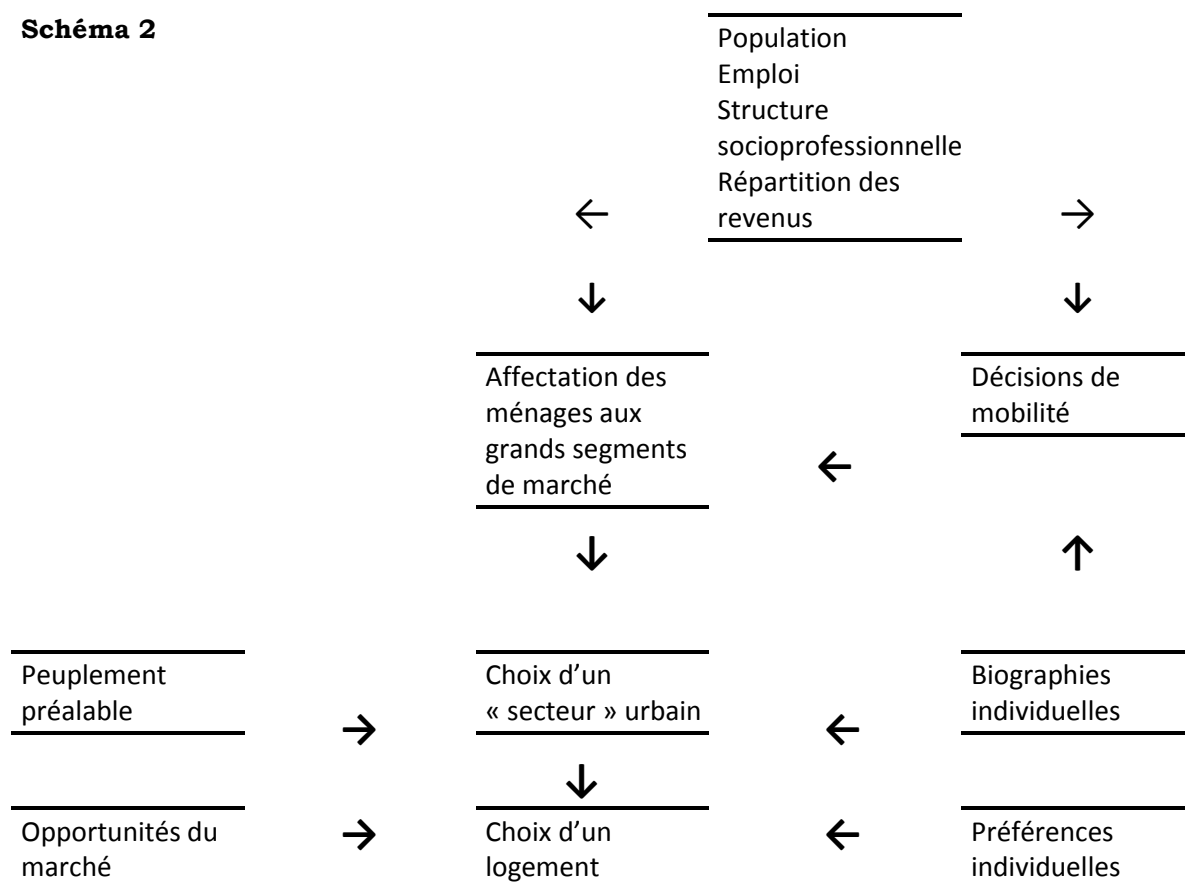 Schéma 2
Population
Emploi
Structure
socioprofessionnelle
Répartition des
revenus
Affectation des
ménages aux
grands segments
de marché
Décisions de
mobilité
Peuplement
préalable
Choix d’un
« secteur » urbain
Biographies
individuelles
Opportunités du
marché
Choix d’un
logement
Préférences
individuelles